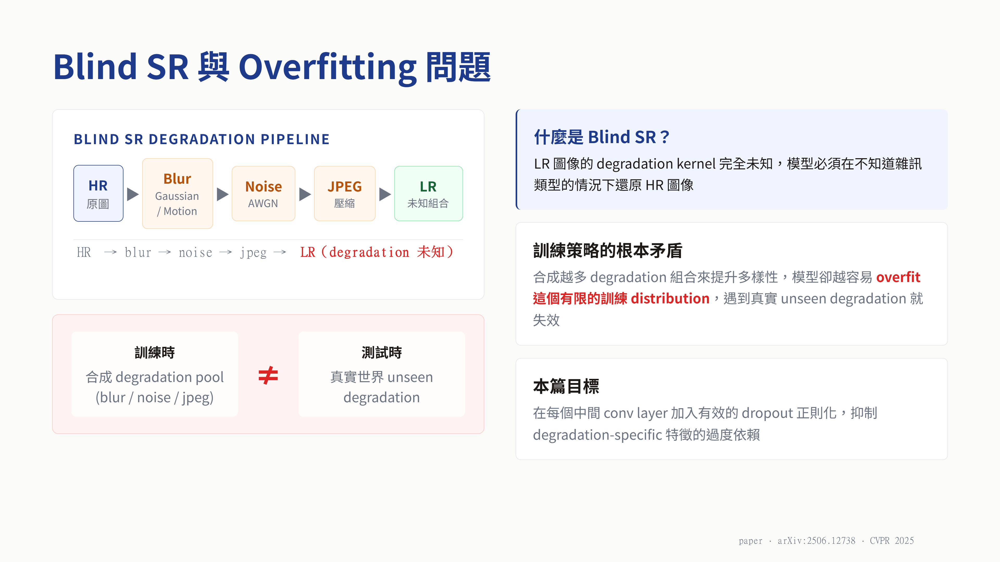 Blind SR 與 Overfitting 問題
BLIND SR DEGRADATION PIPELINE
HR
原圖
Blur
Gaussian
/ Motion
Noise
AWGN
JPEG
壓縮
LR
未知組合
HR → blur → noise → jpeg → LR（degradation 未知）
訓練時
合成 degradation pool
(blur / noise / jpeg)
≠
測試時
真實世界 unseen
degradation
什麼是 Blind SR？
LR 圖像的 degradation kernel 完全未知，模型必須在不知道雜訊
類型的情況下還原 HR 圖像
訓練策略的根本矛盾
合成越多 degradation 組合來提升多樣性，模型卻越容易 overfit
這個有限的訓練 distribution，遇到真實 unseen degradation 就
失效
本篇目標
在每個中間 conv layer 加入有效的 dropout 正則化，抑制
degradation-specific 特徵的過度依賴
paper · arXiv:2506.12738 · CVPR 2025